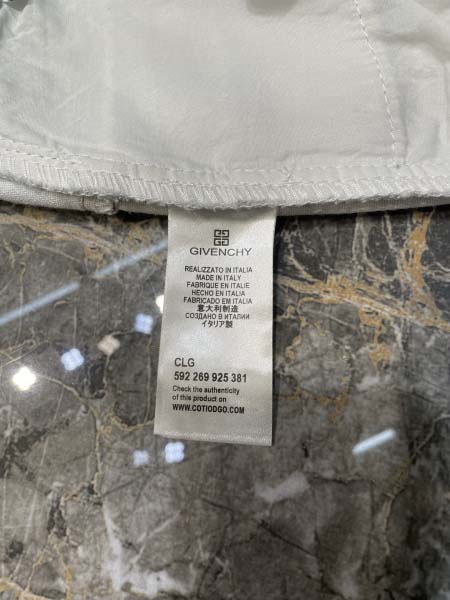 GIVENCHY
REALIZZATO IN ITALIA
MADE IN ITALY
FABRIQUE EN ITALIE
HECHO EN ITALIA
FABRICADO EM ITALIA
意大利制造
СОЗДАНО В ИТАЛИИ
イタリア製
CLG
592 269 925 381
Check the authenticity
of this product on
WWW.COTIODGO.COM